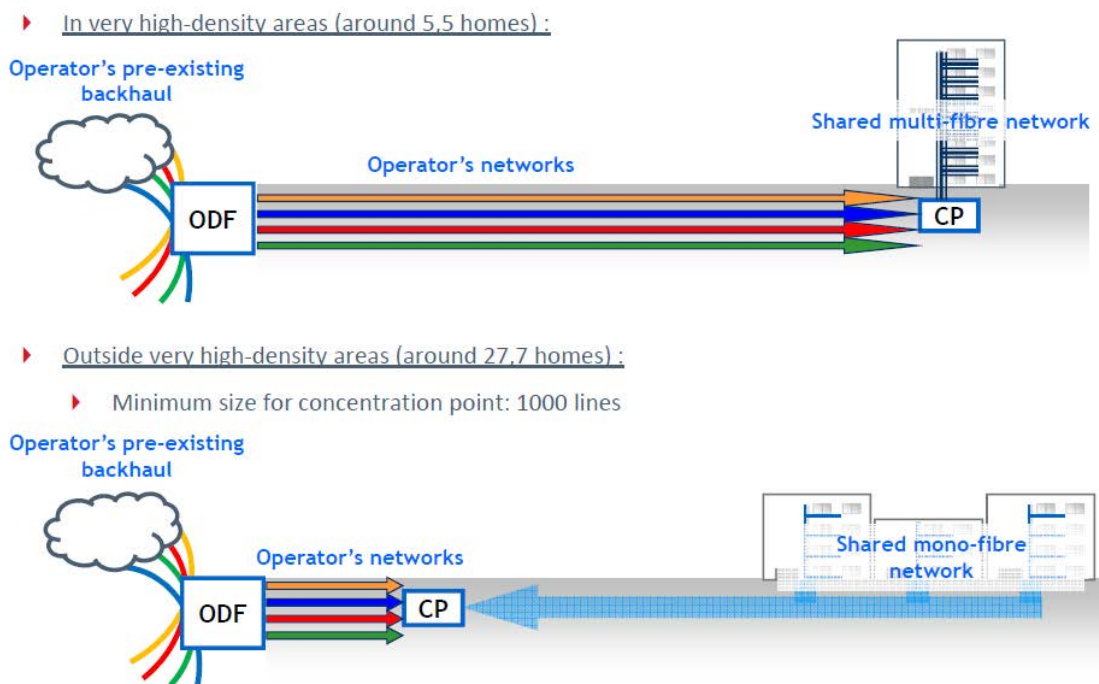 In very high-density areas (around 5,5 homes) :
Operator's pre-existing
backhaul
Shared multi-fibre network
Operator's networks
ODF
CP
Outside very high-density areas (around 27,7 homes) :
Minimum size for concentration point: 1000 lines
Operator's pre-existing
backhaul
Operator's networks
Shared mono-fibre
network
ODF
CP